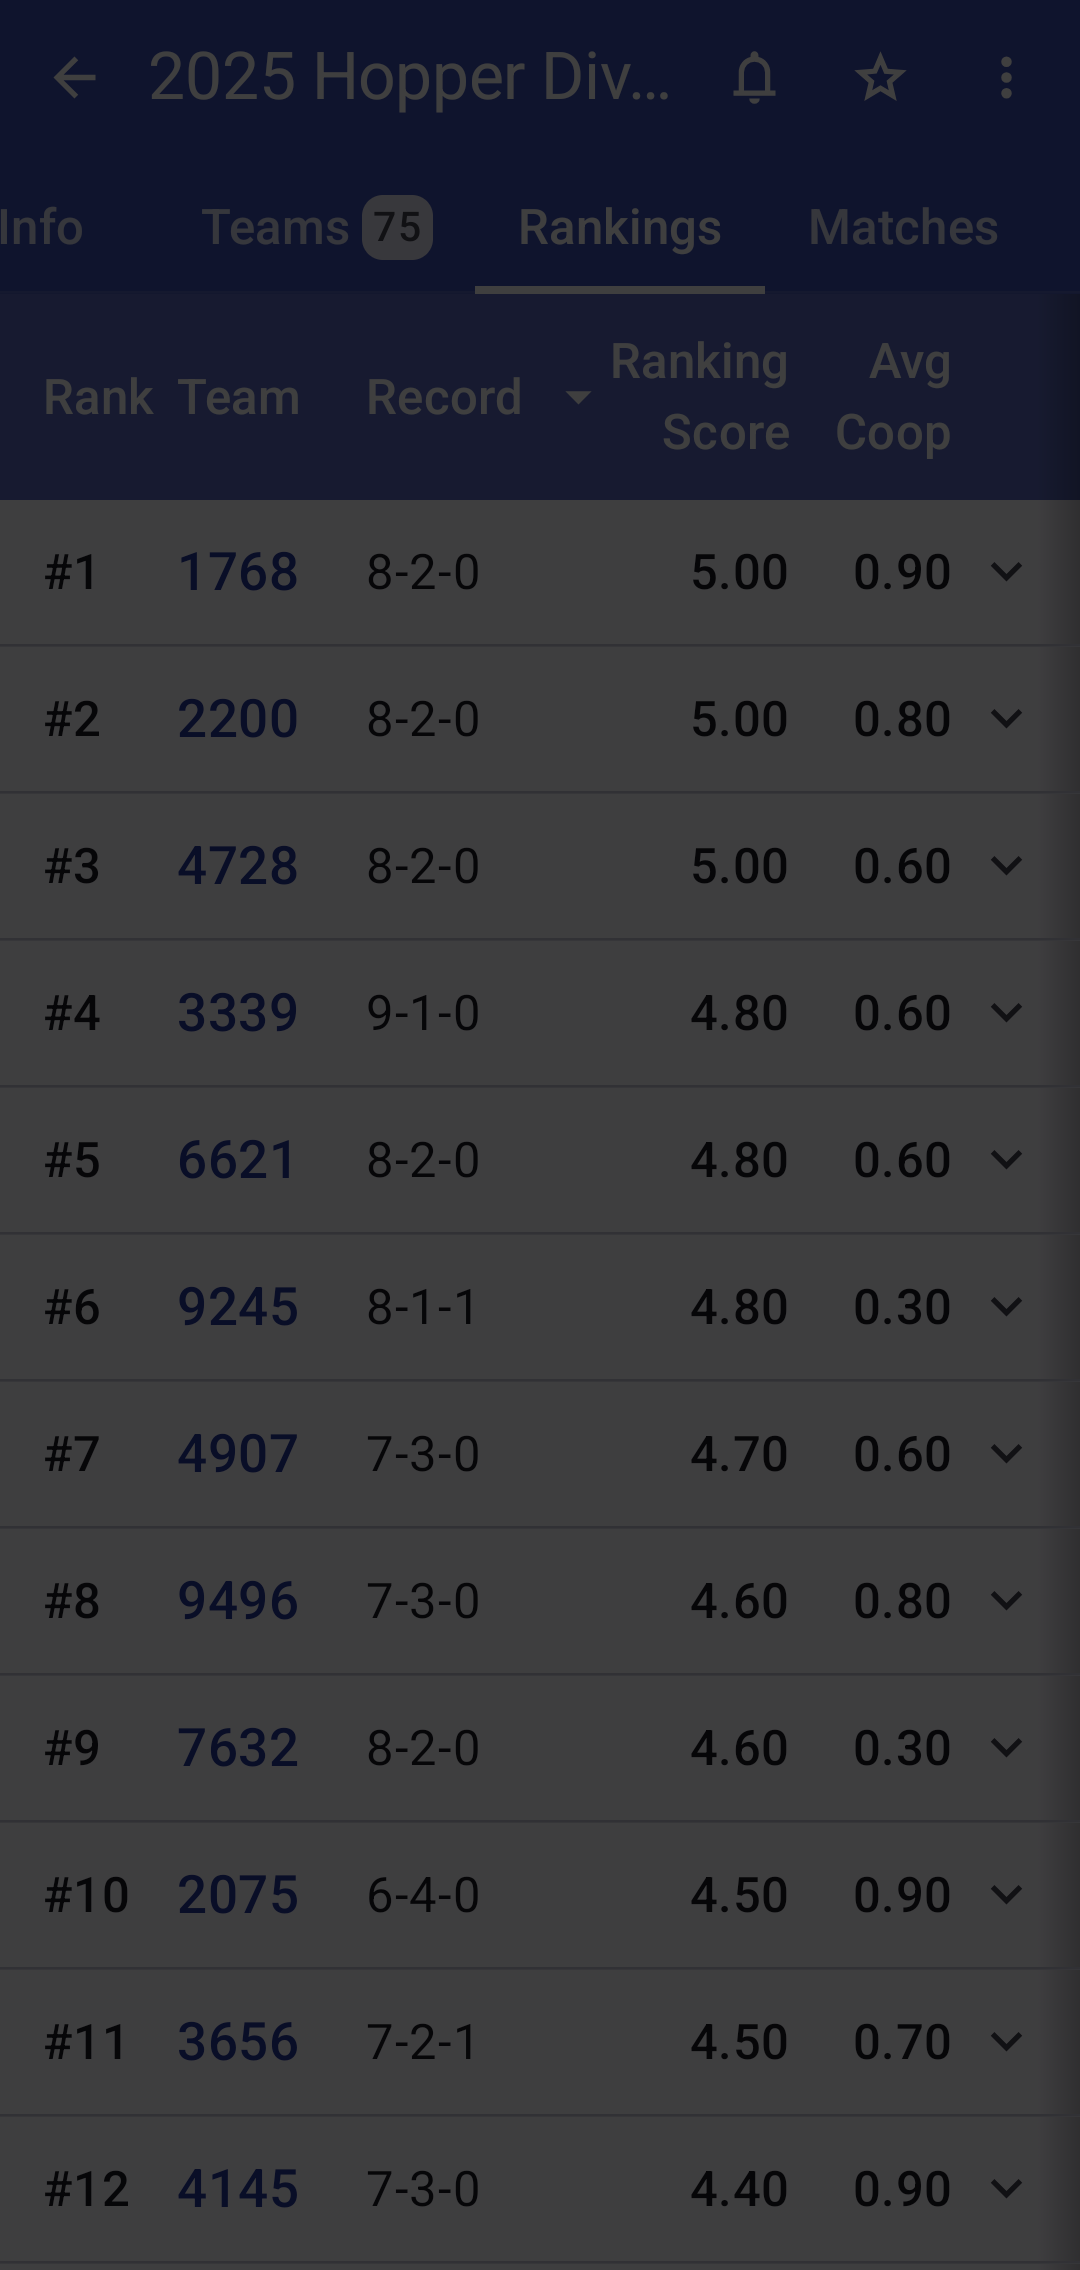 2025 Hopper Div...
Info Teams 75 Rankings Matches
Rank Team Record Ranking Score Avg Coop
#1 1768 8-2-0 5.00 0.90
#2 2200 8-2-0 5.00 0.80
#3 4728 8-2-0 5.00 0.60
#4 3339 9-1-0 4.80 0.60
#5 6621 8-2-0 4.80 0.60
#6 9245 8-1-1 4.80 0.30
#7 4907 7-3-0 4.70 0.60
#8 9496 7-3-0 4.60 0.80
#9 7632 8-2-0 4.60 0.30
#10 2075 6-4-0 4.50 0.90
#11 3656 7-2-1 4.50 0.70
#12 4145 7-3-0 4.40 0.90